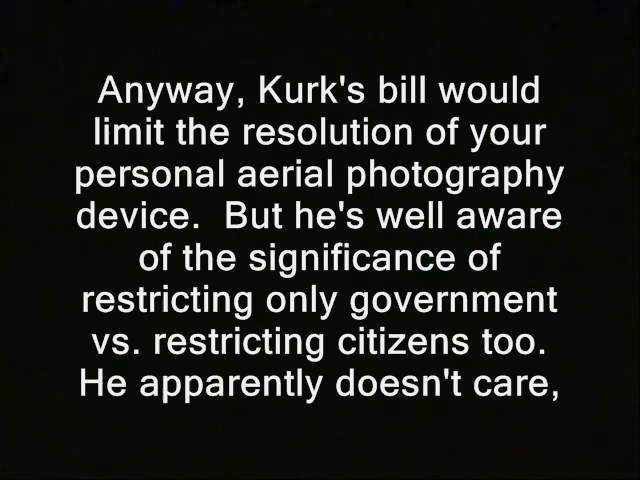 Anyway, Kurk's bill would
limit the resolution of your
personal aerial photography
device.  But he's well aware
of the significance of
restricting only government
vs. restricting citizens too.
He apparently doesn't care,